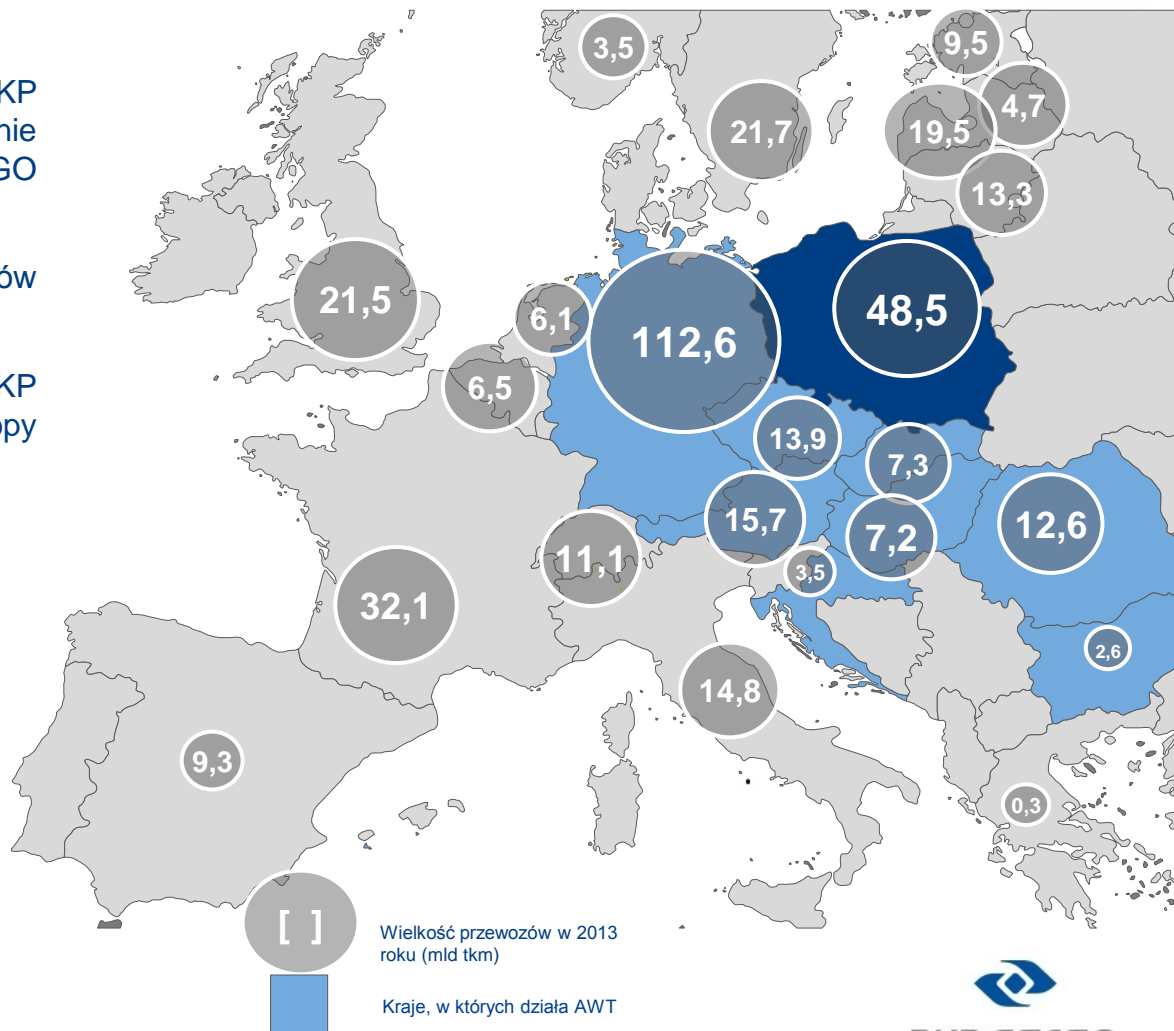 KP
nie
GO
ów
KP
opy
3,5
9,5
4,7
21,7
19,5
13,3
21,5
6,1
112,6
48,5
6,5
13,9
7,3
15,7
7,2
12,6
11,1
3,5
32,1
2,6
14,8
9,3
0,3
[ ]
Wielkość przewozów w 2013
roku (mld tkm)
Kraje, w których działa AWT